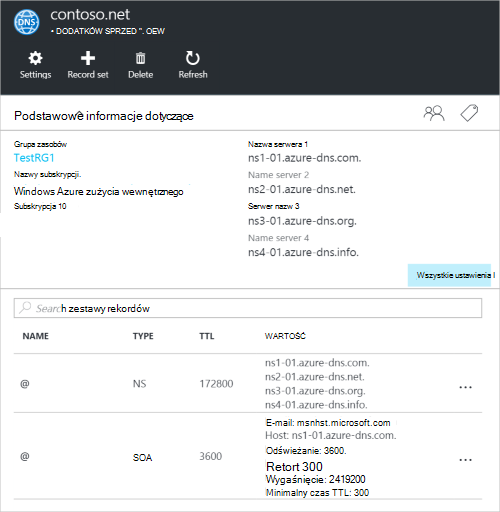 DNS
contoso.net
• DODATKÓW SPRZED ". OEW
Settings
Record set
Delete
Refresh
Podstawowe informacje dotyczące
Grupa zasobów
TestRG1
Nazwy subskrypcji.
Windows Azure zużycia wewnętrznego
Subskrypcja 10
Nazwa serwera 1
ns1-01.azure-dns.com.
Name server 2
ns2-01.azure-dns.net.
Serwer nazw 3
ns3-01.azure-dns.org.
Name server 4
ns4-01.azure-dns.info.
Wszystkie ustawienia I
Search zestawy rekordów
NAME TYPE TTL WARTOŚĆ
@ NS 172800
ns1-01.azure-dns.com.
ns2-01.azure-dns.net.
ns3-01.azure-dns.org.
ns4-01.azure-dns.info.
...
@ SOA 3600
E-mail: msnhst.microsoft.com
Host: ns1-01.azure-dns.com.
Odświeżanie: 3600.
Retort 300
Wygaśnięcie: 2419200
Minimalny czas TTL: 300
...